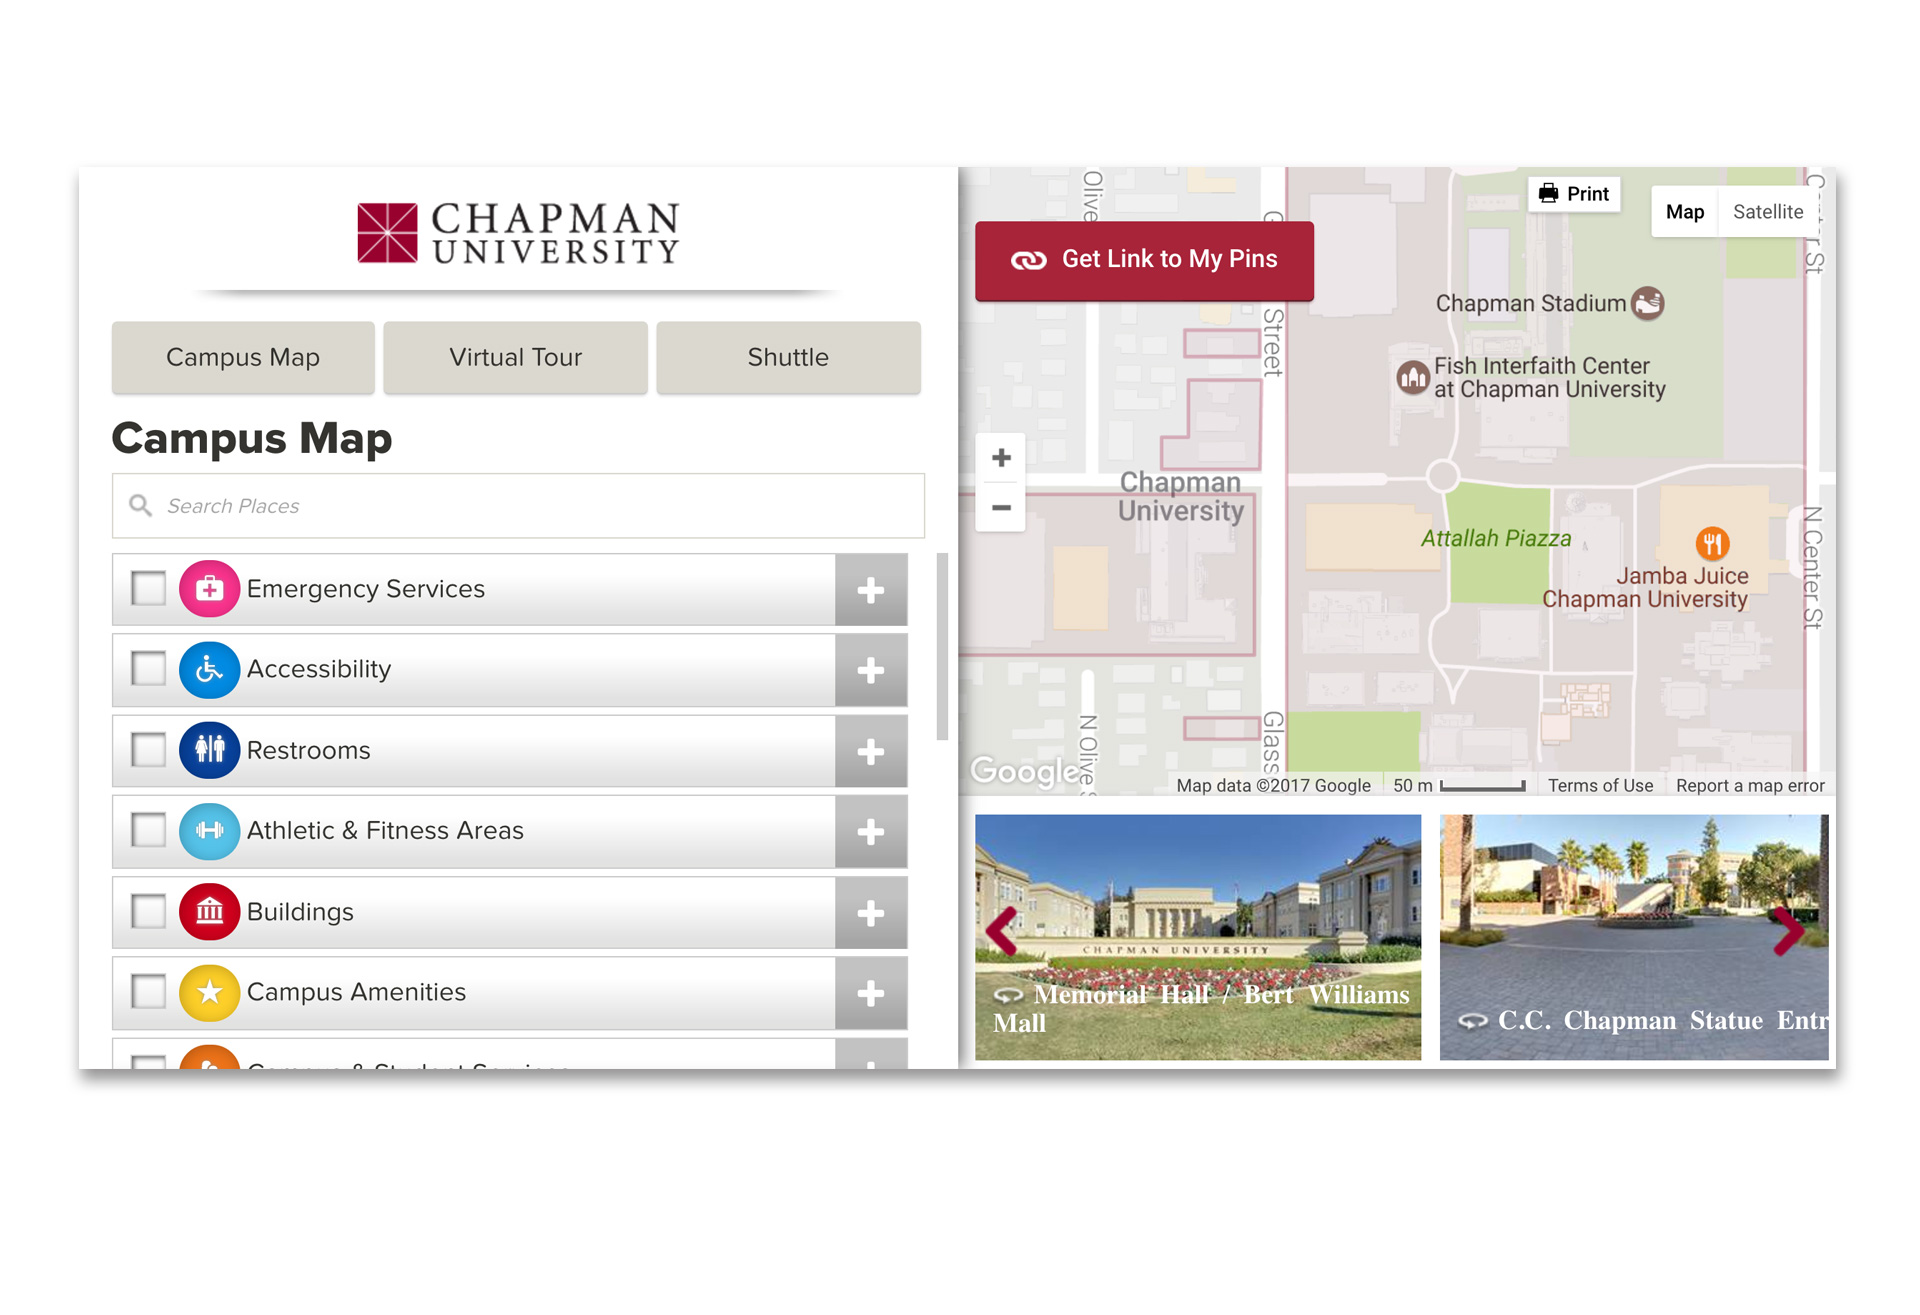 CHAPMAN
UNIVERSITY
Campus Map
Virtual Tour
Shuttle
Campus Map
Search Places
Emergency Services
Accessibility
Restrooms
Athletic & Fitness Areas
Buildings
Campus Amenities
Get Link to My Pins
Print
Map
Satellite
Olive
Street
Chapman Stadium
Fish Interfaith Center
at Chapman University
Chapman
University
Attallah Piazza
Jamba Juice
Chapman University
N Center St
N Olive
Glass
Google
Map data ©2017 Google
50 m
Terms of Use
Report a map error
CHAPMAN UNIVERSITY
Memorial Hall / Bert Williams
Mall
C.C. Chapman Statue Entr